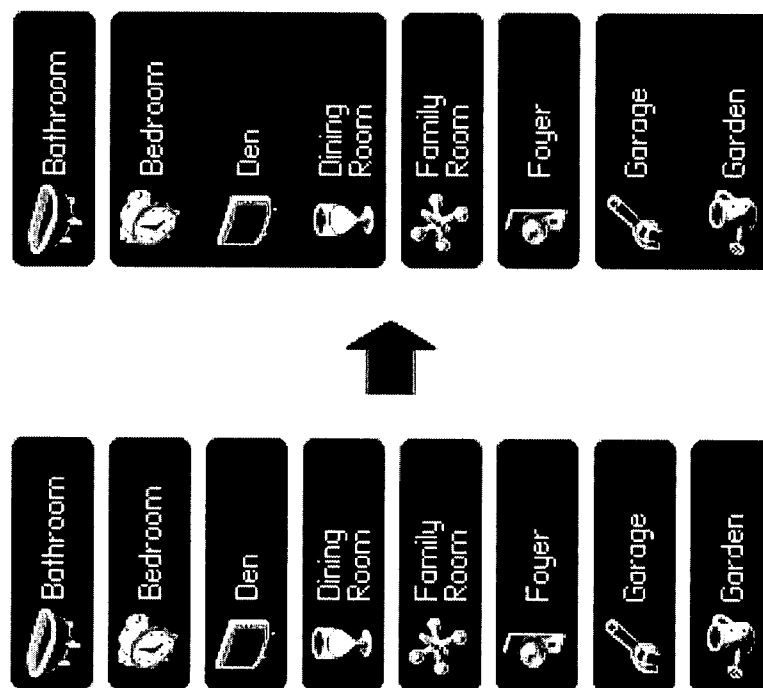 Bathroom
Bedroom
Den
Dining
Room
Family
Room
Foyer
Garage
Garden
Bathroom
Bedroom
Den
Dining
Room
Family
Room
Foyer
Garage
Garden